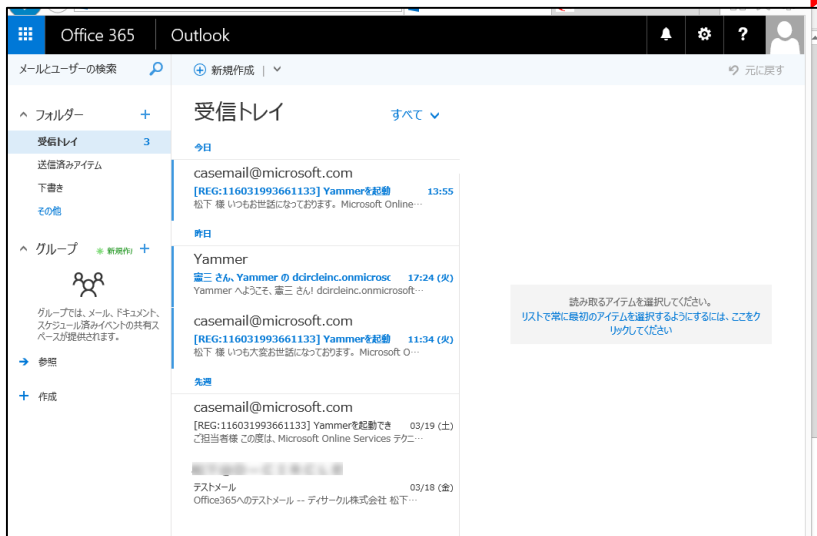 Office 365
Outlook
?
メールとユーザーの検索
新規作成 |
元に戻す
フォルダー
受信トレイ 3
送信済みアイテム
下書き
その他
グループ
新規作
グループでは、メール、ドキュメント、
スケジュール済みイベントの共有ス
ペースが提供されます。
参照
作成
受信トレイ
すべて
今日
casemail@microsoft.com
[REG:116031993661133] Yammerを起動 13:55
松下 様 いつもお世話になっております。 Microsoft Online…
昨日
Yammer
憲三 さん、Yammer の dcircleinc.onmicrosc 17:24 (火)
Yammer へようこそ、憲三 さん! dcircleinc.onmicrosoft…
casemail@microsoft.com
[REG:116031993661133] Yammerを起動 11:34 (火)
松下 様 いつも大変お世話になっております。 Microsoft O…
先週
casemail@microsoft.com
[REG:116031993661133] Yammerを起動でき 03/19 (土)
ご担当者様 この度は、Microsoft Online Services テクニ…
テストメール 03/18 (金)
Office365へのテストメール -- ディサークル株式会社 松下…
読み取るアイテムを選択してください。
リストで常に最初のアイテムを選択するようにするには、ここをク
リックしてください